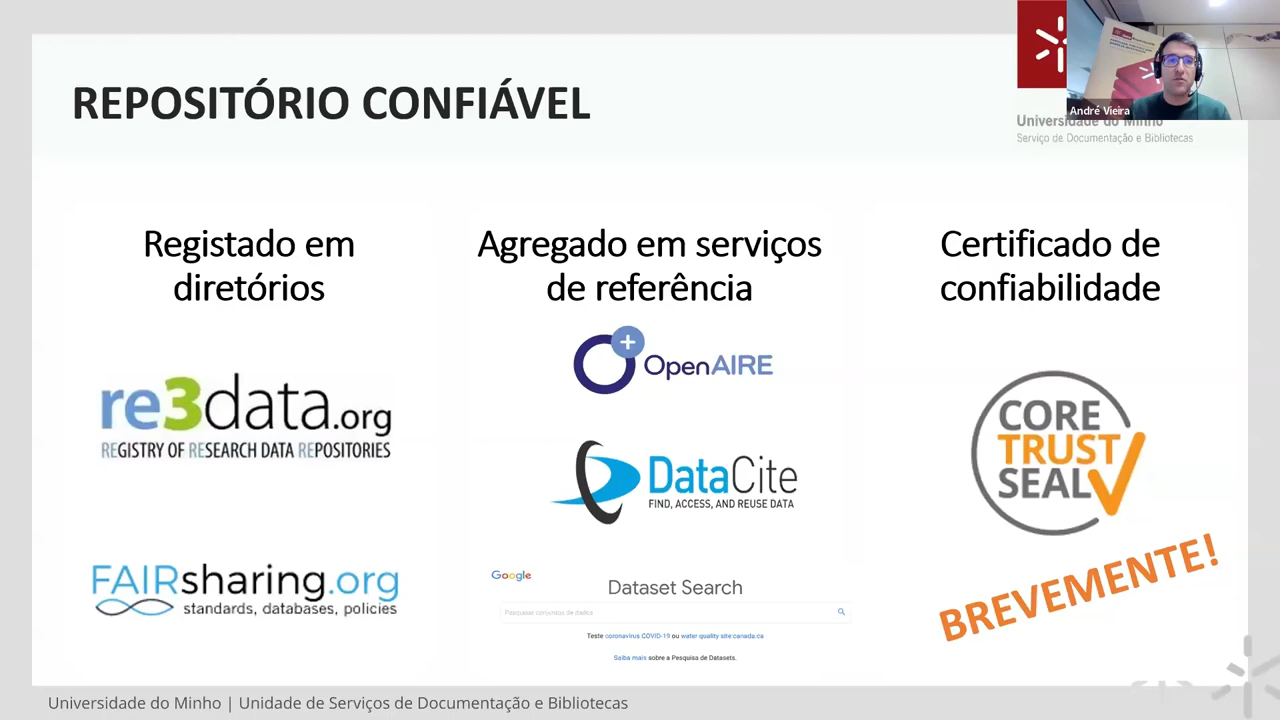 REPOSITÓRIO CONFIÁVEL
André Vieira
Universidade do Minho
Serviço de Documentação e Bibliotecas
Registado em
diretórios
re3data.org
REGISTRY OF RESEARCH DATA REPOSITORIES
FAIRsharing.org
standards, databases, policies
Agregado em serviços
de referência
OpenAIRE
DataCite
FIND, ACCESS, AND REUSE DATA
Google
Dataset Search
Pesquisar conjuntos de dados
Teste coronavirus COVID-19 ou water quality site:canada.ca
Saiba mais sobre a Pesquisa de Datasets.
Certificado de
confiabilidade
CORE
TRUST
SEAL
BREVEMENTE!
Universidade do Minho | Unidade de Serviços de Documentação e Bibliotecas